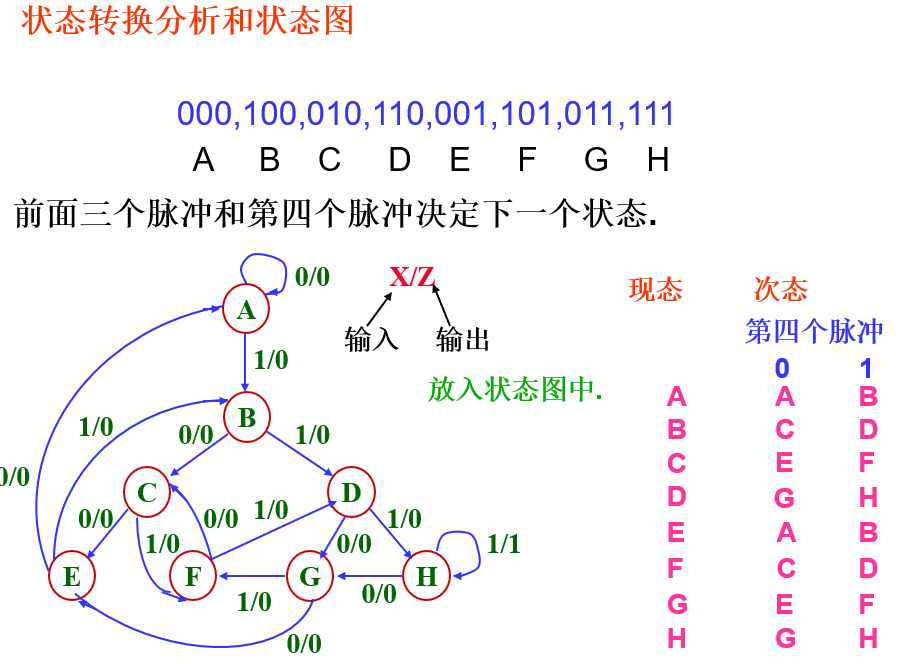 状态转换分析和状态图
000,100,010,110,001,101,011,111
A B C D E F G H
前面三个脉冲和第四个脉冲决定下一个状态.
0/0
X/Z
A
输入 输出
1/0
放入状态图中.
B
1/0
0/0
1/0
0/0
C
D
0/0
1/0
0/0
1/0
0/0
1/0
1/1
E
F
G
H
1/0
0/0
0/0
现态 次态
第四个脉冲
0 1
A A B
B C D
C E F
D G H
E A B
F C D
G E F
H G H